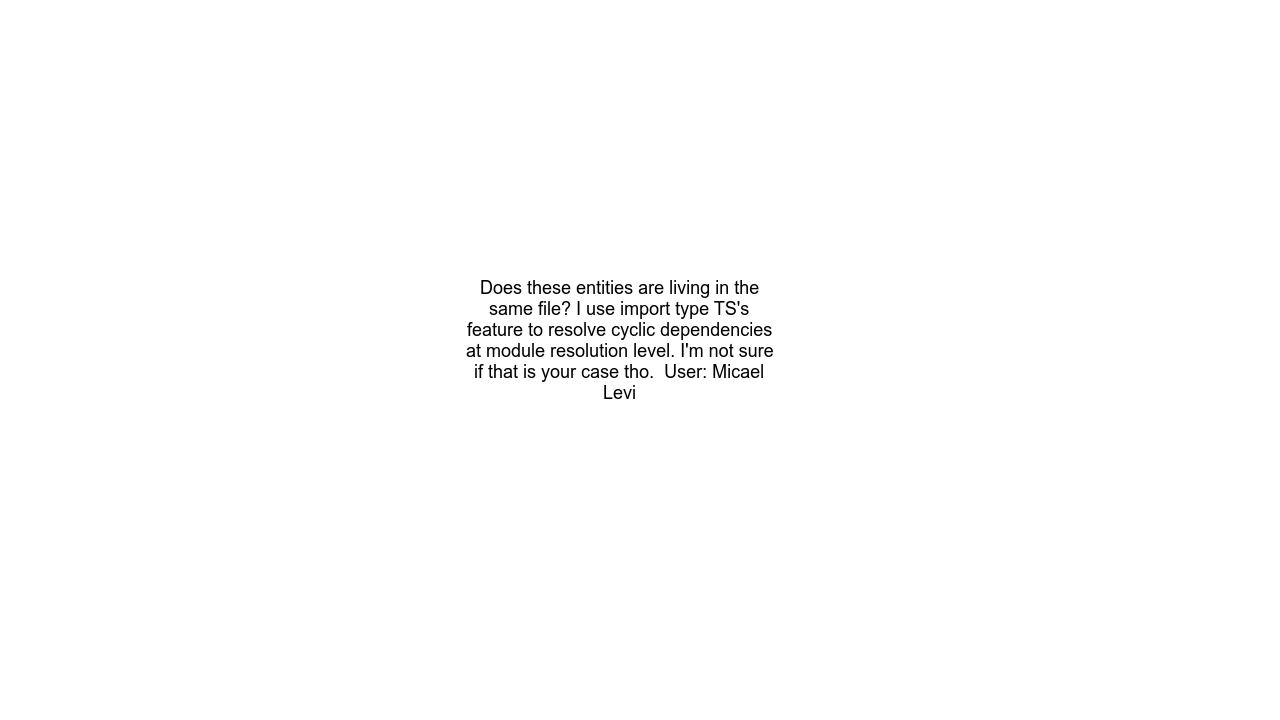 Does these entities are living in the
same file? I use import type TS's
feature to resolve cyclic dependencies
at module resolution level. I'm not sure
if that is your case tho.  User: Micael
Levi